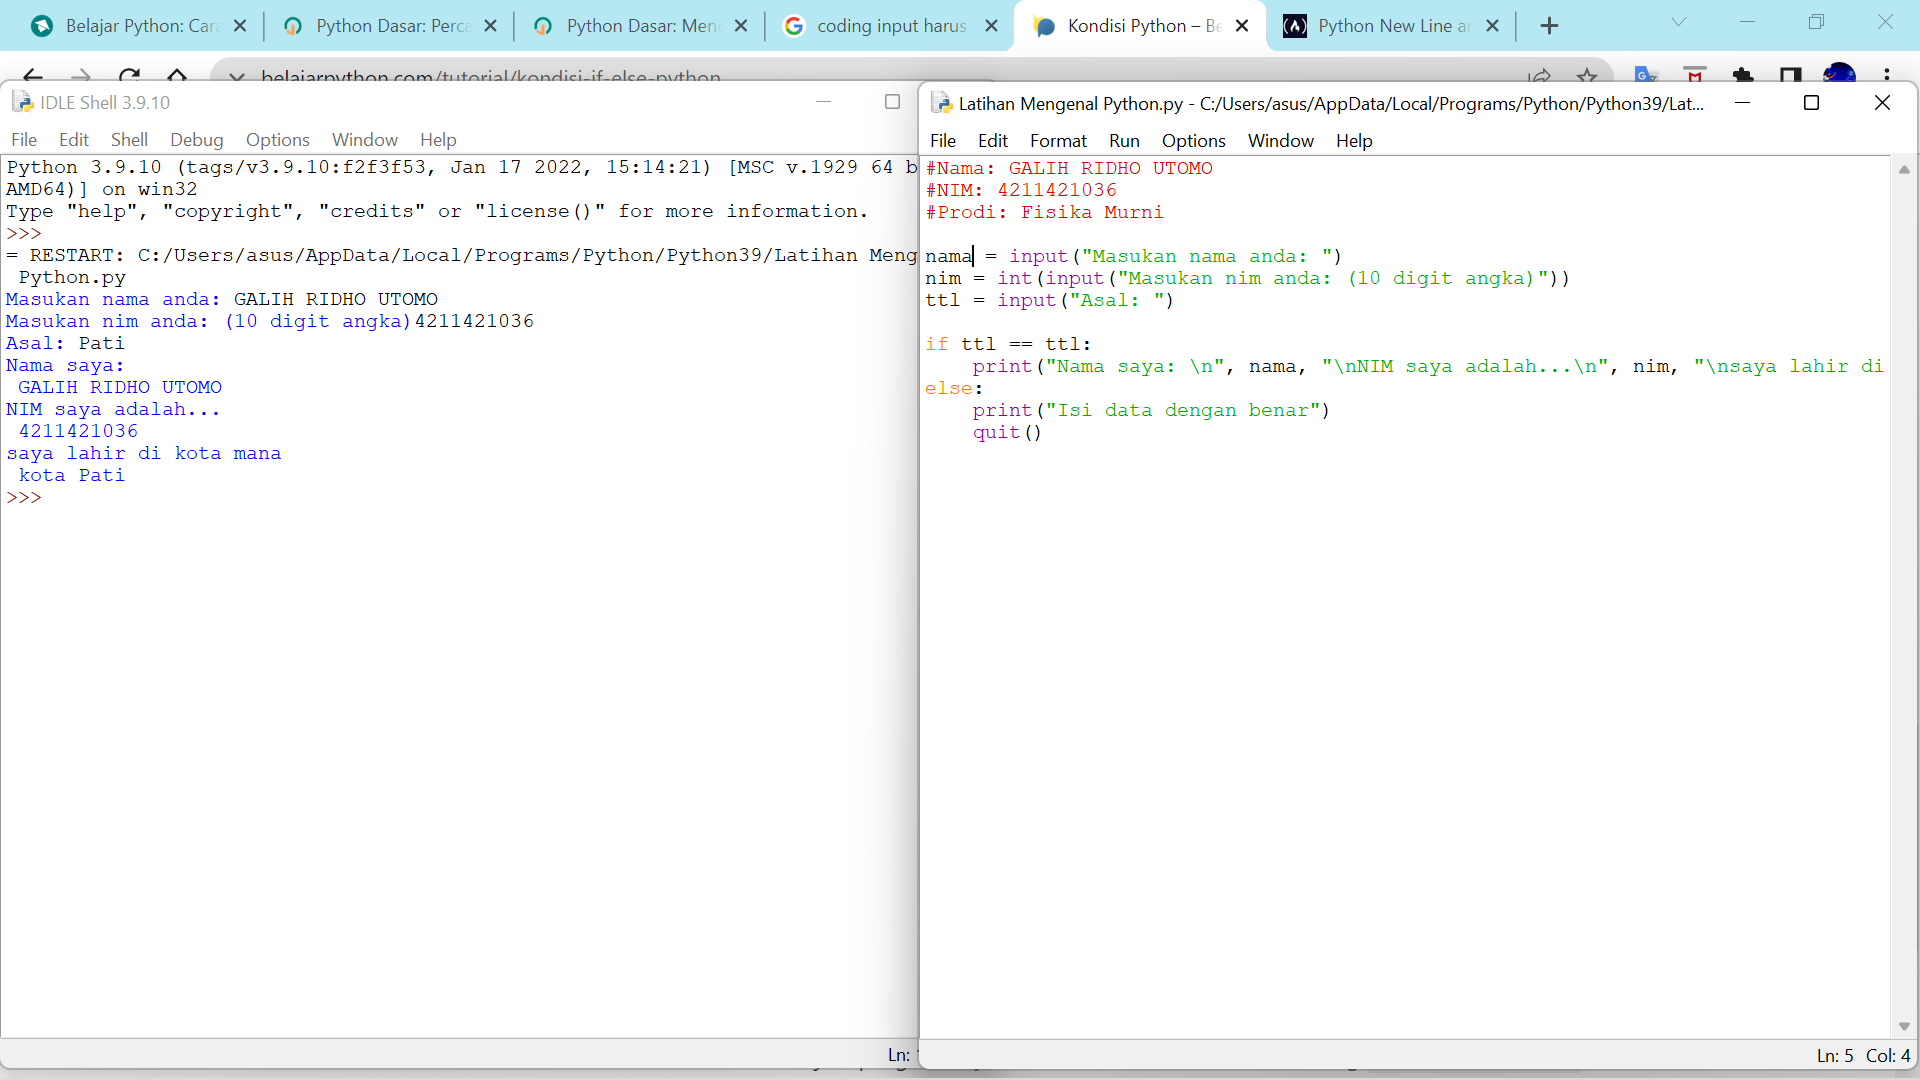 Belajar Python: Cara
Python Dasar: Perca
Python Dasar: Meng
coding input harus
Kondisi Python – Be
Python New Line an
belajarpython.com/tutorial/kondisi-if-else-python
IDLE Shell 3.9.10
File Edit Shell Debug Options Window Help
Python 3.9.10 (tags/v3.9.10:f2f3f53, Jan 17 2022, 15:14:21) [MSC v.1929 64 b
AMD64)] on win32
Type "help", "copyright", "credits" or "license()" for more information.
>>>
= RESTART: C:/Users/asus/AppData/Local/Programs/Python/Python39/Latihan Meng
Python.py
Masukan nama anda: GALIH RIDHO UTOMO
Masukan nim anda: (10 digit angka)4211421036
Asal: Pati
Nama saya:
GALIH RIDHO UTOMO
NIM saya adalah...
4211421036
saya lahir di kota mana
kota Pati
>>>
Ln:
Latihan Mengenal Python.py - C:/Users/asus/AppData/Local/Programs/Python/Python39/Lat...
File Edit Format Run Options Window Help
#Nama: GALIH RIDHO UTOMO
#NIM: 4211421036
#Prodi: Fisika Murni
nama = input("Masukan nama anda: ")
nim = int(input("Masukan nim anda: (10 digit angka)"))
ttl = input("Asal: ")
if ttl == ttl:
print("Nama saya: \n", nama, "\nNIM saya adalah...\n", nim, "\nsaya lahir di
else:
print("Isi data dengan benar")
quit()
Ln: 5 Col: 4